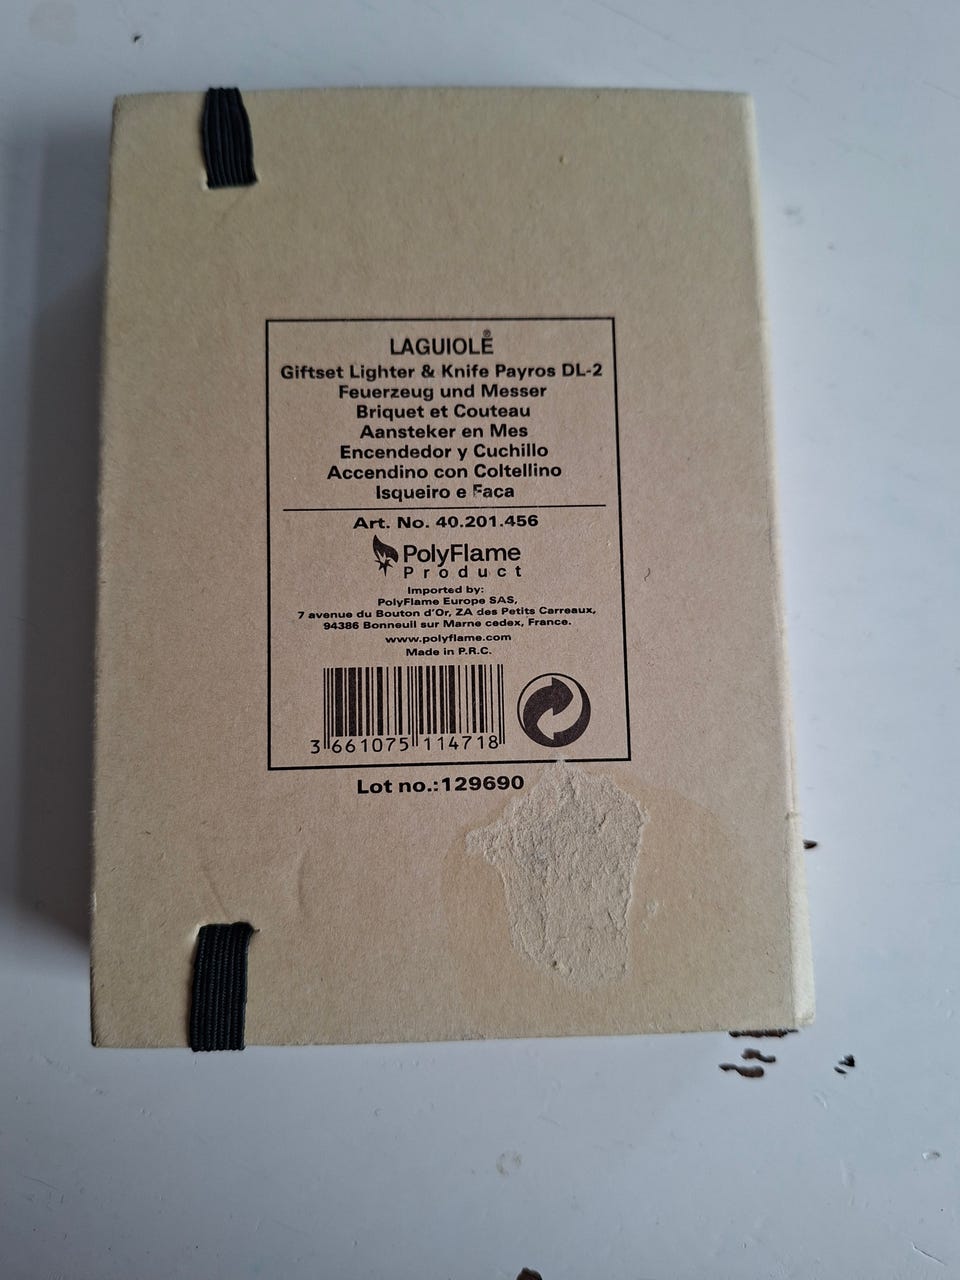 LAGUIOLE®
Giftset Lighter & Knife Payros DL-2
Feuerzeug und Messer
Briquet et Couteau
Aansteker en Mes
Encendedor y Cuchillo
Accendino con Coltellino
Isqueiro e Faca
Art. No. 40.201.456
PolyFlame
Product
Imported by:
PolyFlame Europe SAS,
7 avenue du Bouton d'Or, ZA des Petits Carreaux,
94386 Bonneuil sur Marne cedex, France.
www.polyflame.com
Made in P.R.C.
3 661075 114718
Lot no.:129690